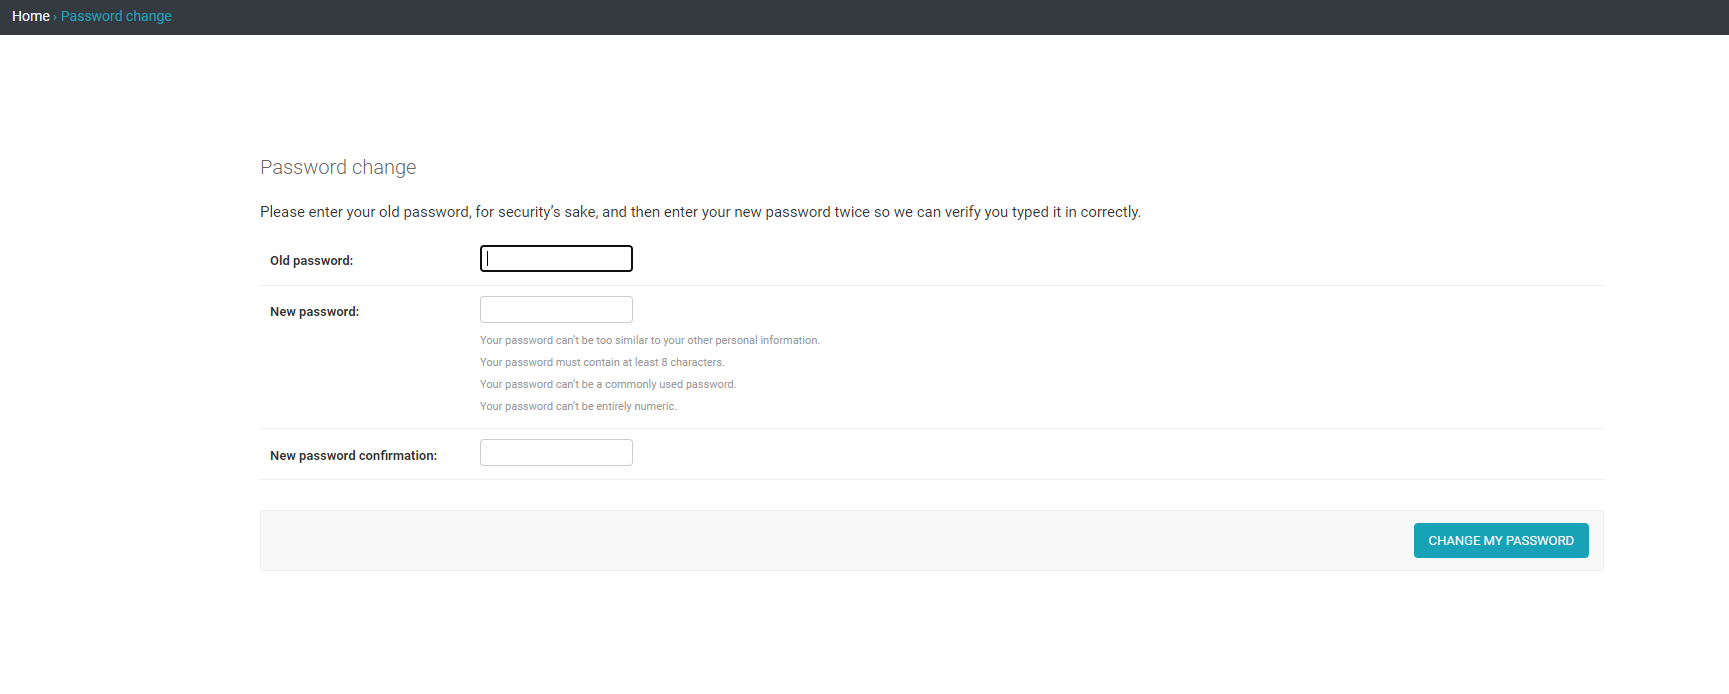 Home › Password change
Password change
Please enter your old password, for security’s sake, and then enter your new password twice so we can verify you typed it in correctly.
Old password:
New password:
Your password can’t be too similar to your other personal information.
Your password must contain at least 8 characters.
Your password can’t be a commonly used password.
Your password can’t be entirely numeric.
New password confirmation:
CHANGE MY PASSWORD